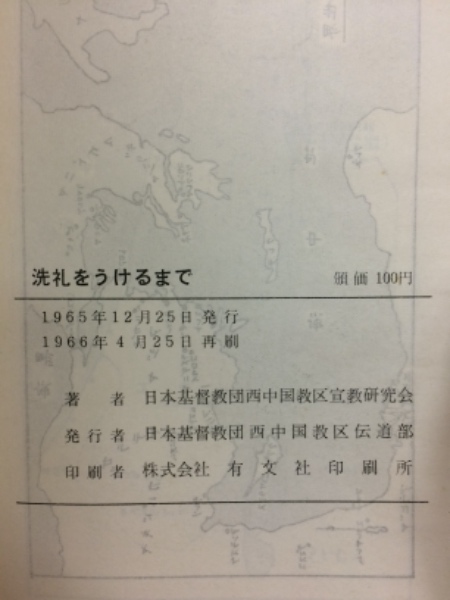 洗礼をうけるまで 頒価 100円
1965年12月25日 発行
1966年 4月25日 再刷
著者 日本基督教団西中国教区宣教研究会
発行者 日本基督教団西中国教区伝道部
印刷者 株式会社 有文社印刷所